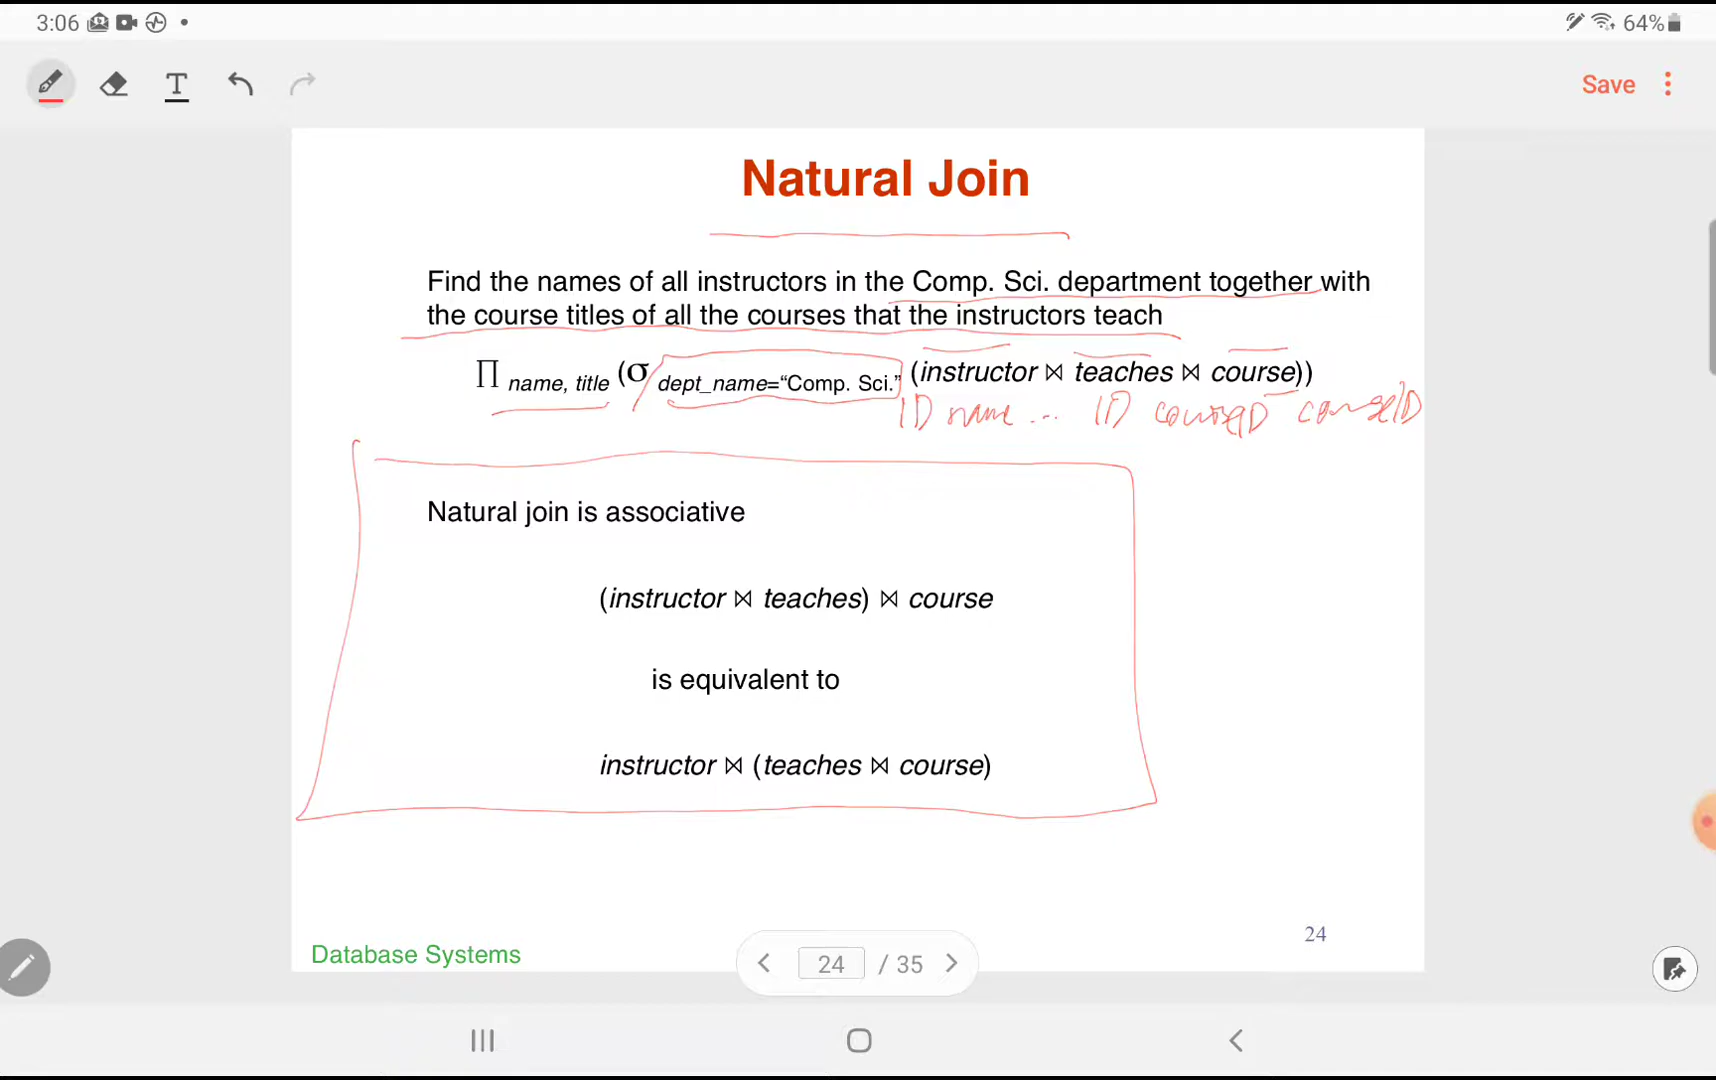 3:06
64%
T
Save
Natural Join
Find the names of all instructors in the Comp. Sci. department together with
the course titles of all the courses that the instructors teach
∏ name, title (σ dept_name=“Comp. Sci.” (instructor ⋈ teaches ⋈ course))
ID name ... ID courseID courseID
Natural join is associative
(instructor ⋈ teaches) ⋈ course
is equivalent to
instructor ⋈ (teaches ⋈ course)
24
Database Systems
24 / 35